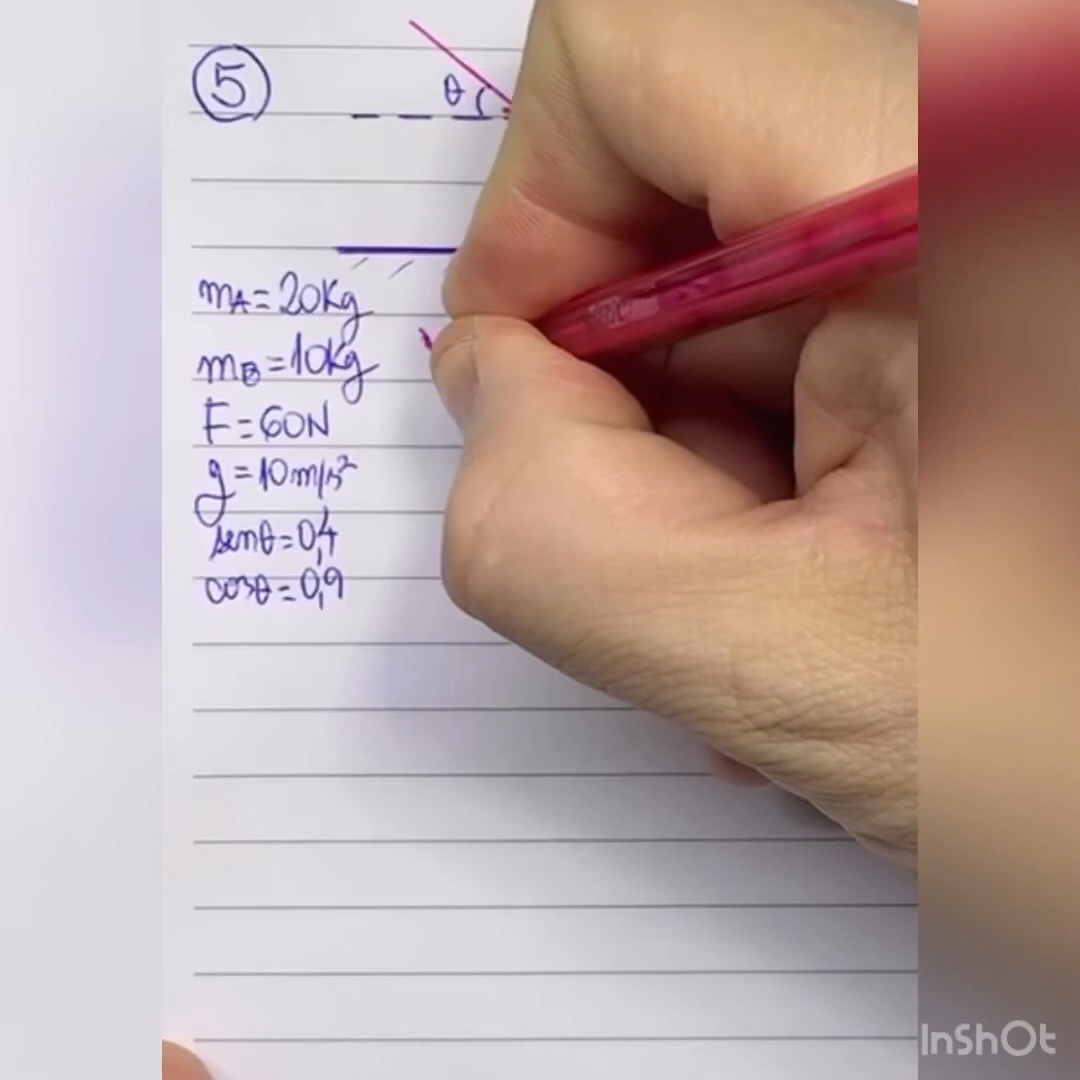 5
θ
mA = 20Kg
mB = 10Kg
F = 60N
g = 10m/s²
senθ = 0,4
cosθ = 0,9
InShOt